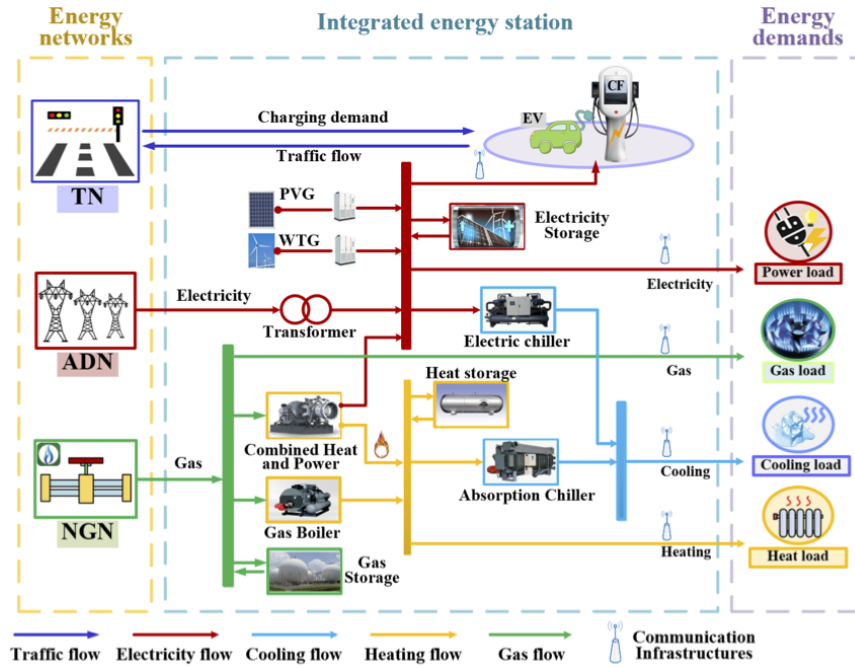 Energy
networks
Integrated energy station
Energy
demands
Charging demand
Traffic flow
TN
EV
CF
PVG
WTG
Electricity
Storage
Electricity
Transformer
ADN
Electric chiller
Electricity
Power load
Gas
Gas load
Heat storage
Combined Heat
and Power
Gas
NGN
Absorption Chiller
Cooling
Cooling load
Gas Boiler
Gas
Storage
Heating
Heat load
Traffic flow
Electricity flow
Cooling flow
Heating flow
Gas flow
Communication
Infrastructures